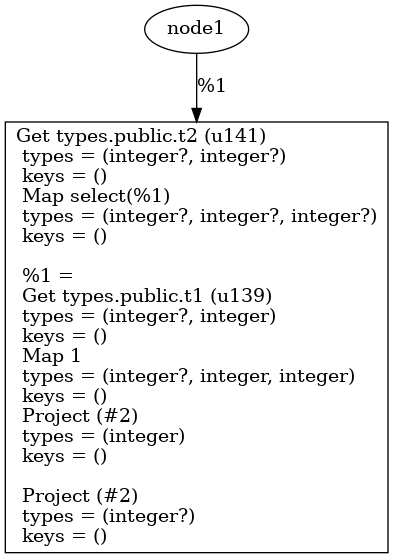 node1
%1
Get types.public.t2 (u141)
types = (integer?, integer?)
keys = ()
Map select(%1)
types = (integer?, integer?, integer?)
keys = ()
%1 =
Get types.public.t1 (u139)
types = (integer?, integer)
keys = ()
Map 1
types = (integer?, integer, integer)
keys = ()
Project (#2)
types = (integer)
keys = ()
Project (#2)
types = (integer?)
keys = ()